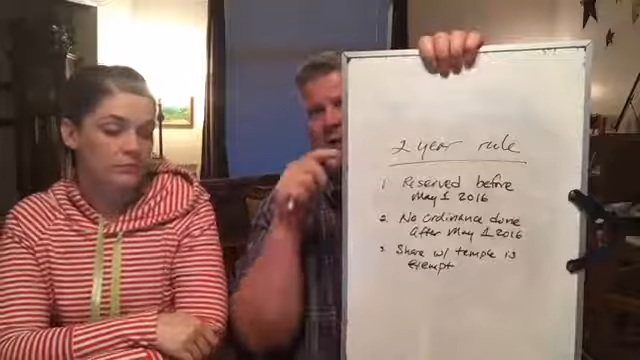 2 year rule
1. Reserved before
May 1 2016
2. No ordinance done
after May 1 2016
3. Share w/ temple is
exempt